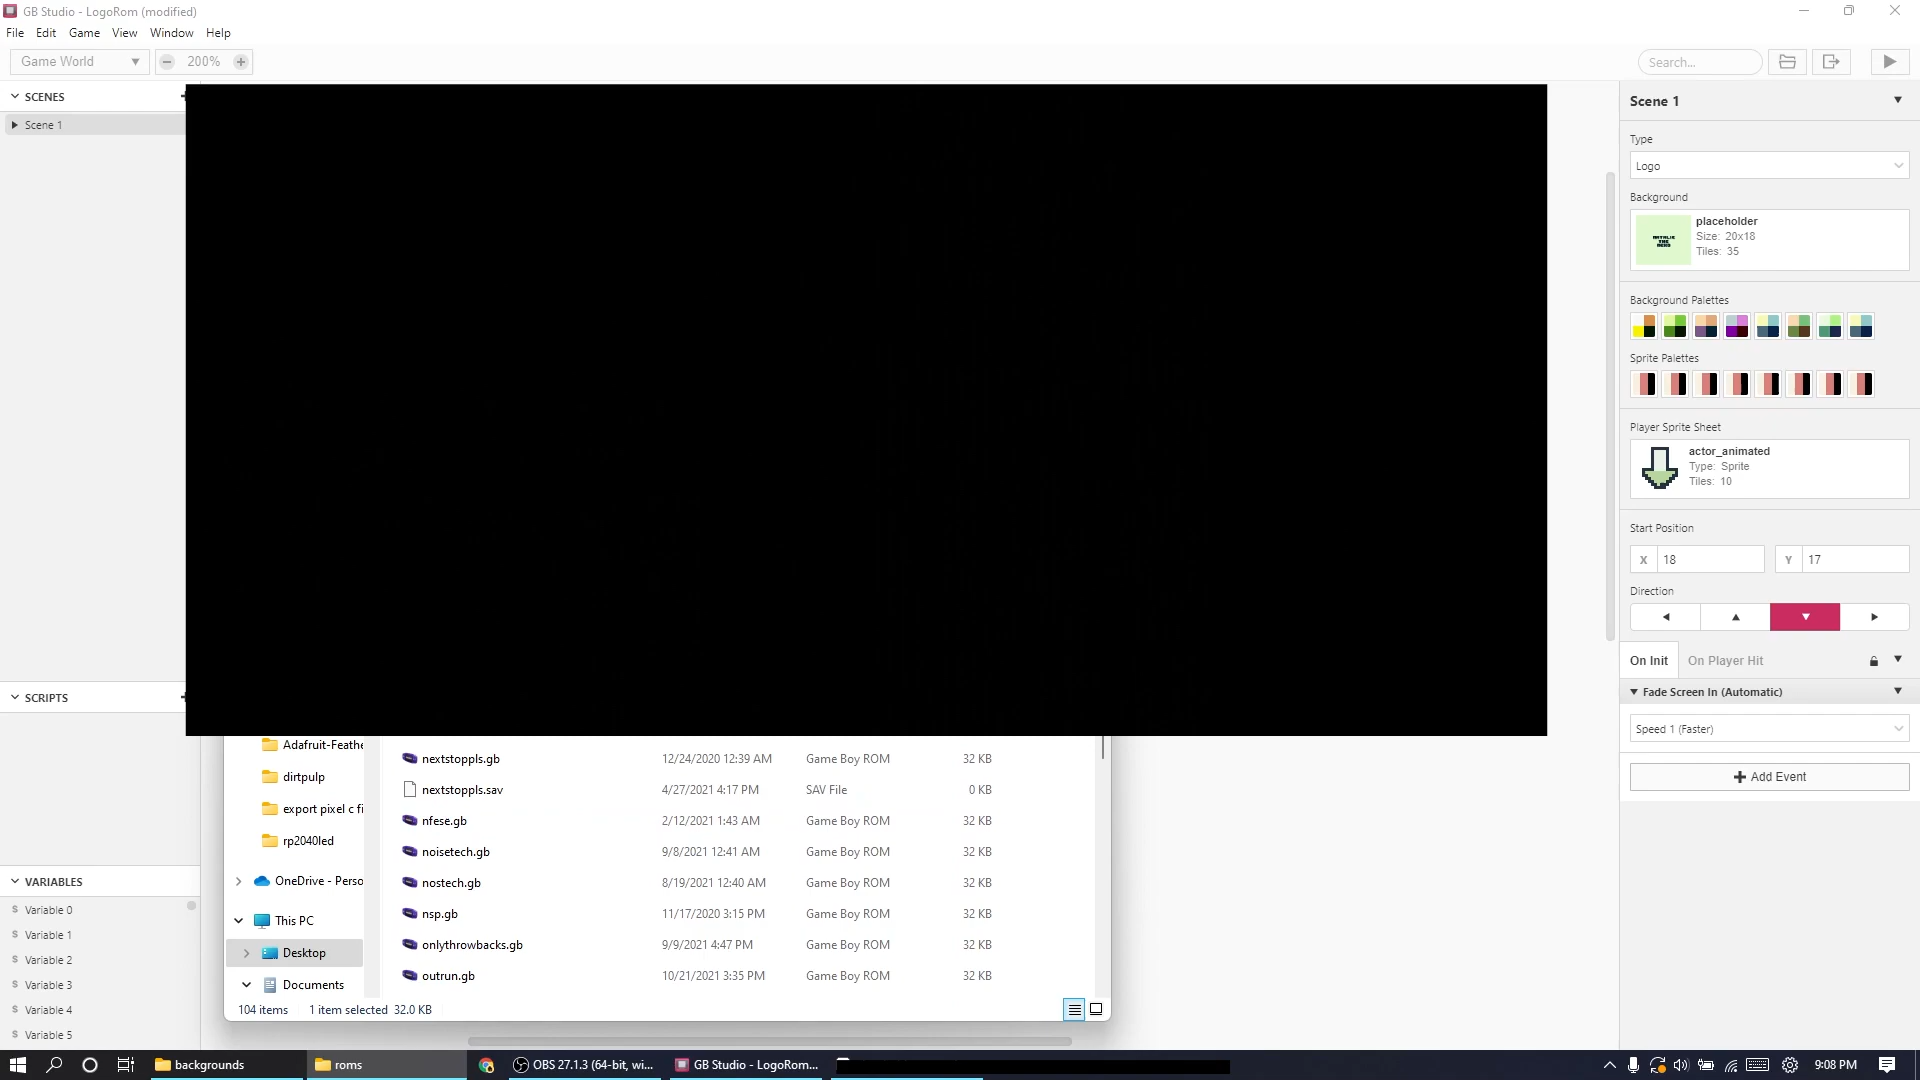 GB Studio - LogoRom (modified)
File Edit Game View Window Help
Game World
200%
Search...
SCENES
Scene 1
Scene 1
Type
Logo
Background
placeholder
Size: 20x18
Tiles: 35
Background Palettes
Sprite Palettes
Player Sprite Sheet
actor_animated
Type: Sprite
Tiles: 10
Start Position
X 18 Y 17
Direction
On Init On Player Hit
Fade Screen In (Automatic)
Speed 1 (Faster)
Add Event
SCRIPTS
VARIABLES
$ Variable 0
$ Variable 1
$ Variable 2
$ Variable 3
$ Variable 4
$ Variable 5
Adafruit-Feathe
dirtpulp
export pixel c fi
rp2040led
OneDrive - Perso
This PC
Desktop
Documents
nextstoppls.gb 12/24/2020 12:39 AM Game Boy ROM 32 KB
nextstoppls.sav 4/27/2021 4:17 PM SAV File 0 KB
nfese.gb 2/12/2021 1:43 AM Game Boy ROM 32 KB
noisetech.gb 9/8/2021 12:41 AM Game Boy ROM 32 KB
nostech.gb 8/19/2021 12:40 AM Game Boy ROM 32 KB
nsp.gb 11/17/2020 3:15 PM Game Boy ROM 32 KB
onlythrowbacks.gb 9/9/2021 4:47 PM Game Boy ROM 32 KB
outrun.gb 10/21/2021 3:35 PM Game Boy ROM 32 KB
104 items 1 item selected 32.0 KB
backgrounds
roms
OBS 27.1.3 (64-bit, wi...
GB Studio - LogoRom...
9:08 PM